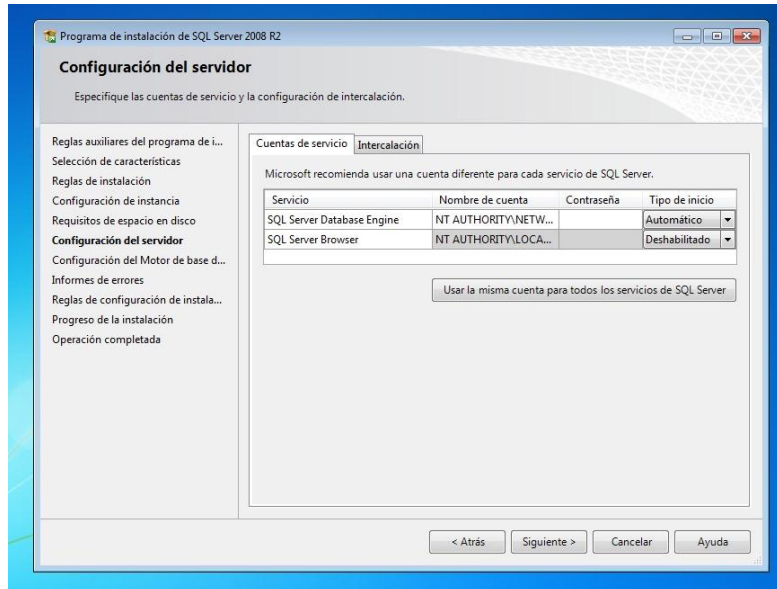 Programa de instalación de SQL Server 2008 R2
Configuración del servidor
Especifique las cuentas de servicio y la configuración de intercalación.
Reglas auxiliares del programa de i...
Selección de características
Reglas de instalación
Configuración de instancia
Requisitos de espacio en disco
Configuración del servidor
Configuración del Motor de base d...
Informes de errores
Reglas de configuración de instala...
Progreso de la instalación
Operación completada
Cuentas de servicio Intercalación
Microsoft recomienda usar una cuenta diferente para cada servicio de SQL Server.
Servicio Nombre de cuenta Contraseña Tipo de inicio
SQL Server Database Engine NT AUTHORITY\NETW... Automático
SQL Server Browser NT AUTHORITY\LOCA... Deshabilitado
Usar la misma cuenta para todos los servicios de SQL Server
< Atrás Siguiente > Cancelar Ayuda